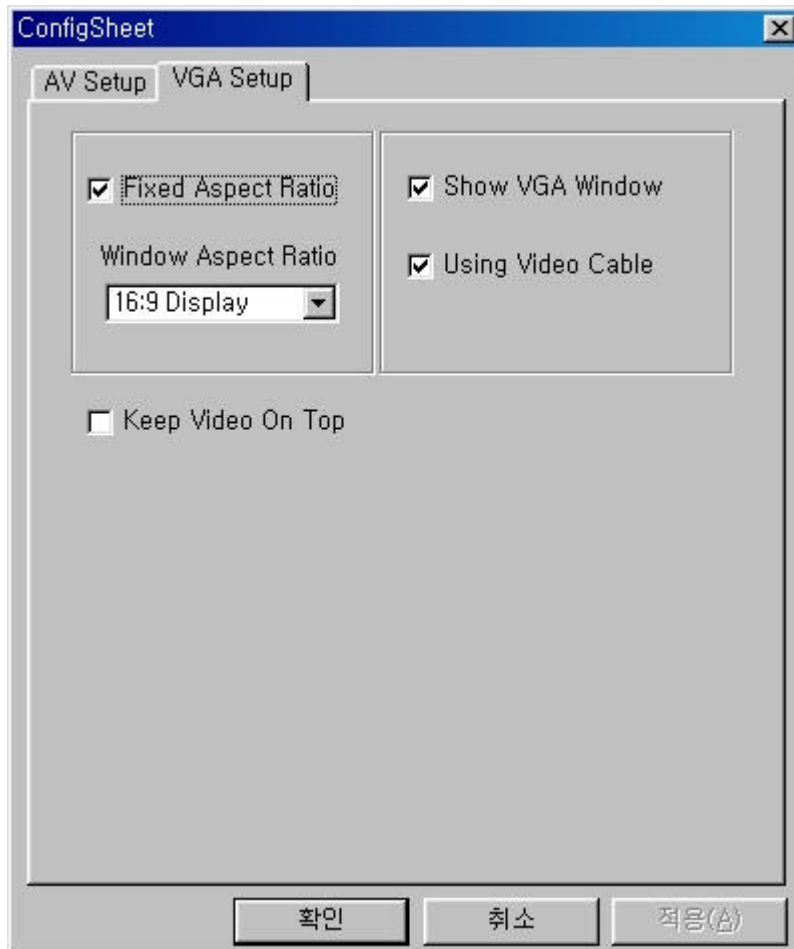 ConfigSheet
AV Setup
VGA Setup
Fixed Aspect Ratio
Window Aspect Ratio
16:9 Display
Show VGA Window
Using Video Cable
Keep Video On Top
확인
취소
적용(A)